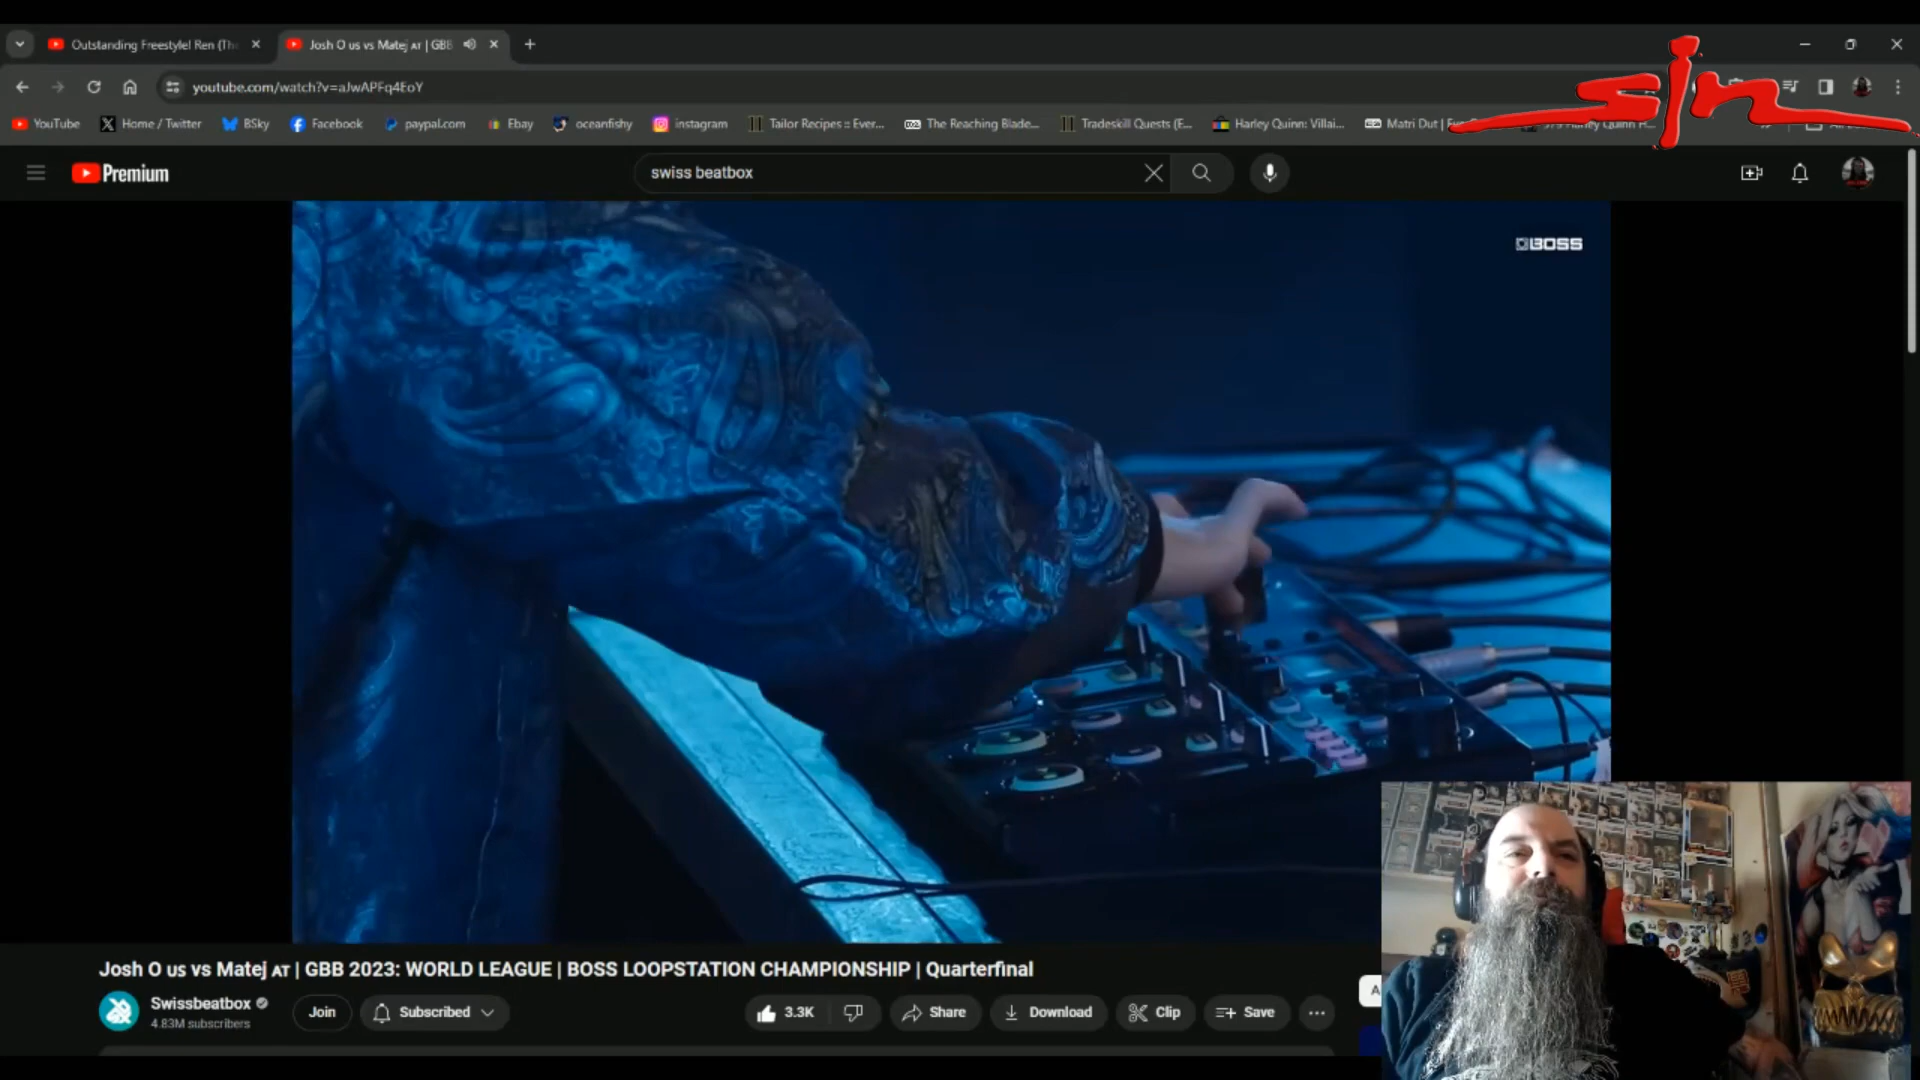 Outstanding Freestyle! Ren (Th
Josh O us vs Matej AT | GBB
youtube.com/watch?v=aJwAPFq4EoY
sin
YouTube
Home / Twitter
BSky
Facebook
paypal.com
Ebay
oceanfishy
instagram
Tailor Recipes :: Ever...
The Reaching Blade...
Tradeskill Quests (E...
Harley Quinn: Villai...
Matri Dut |
Premium
swiss beatbox
BOSS
Josh O US vs Matej AT | GBB 2023: WORLD LEAGUE | BOSS LOOPSTATION CHAMPIONSHIP | Quarterfinal
Swissbeatbox
4.83M subscribers
Join
Subscribed
3.3K
Share
Download
Clip
Save